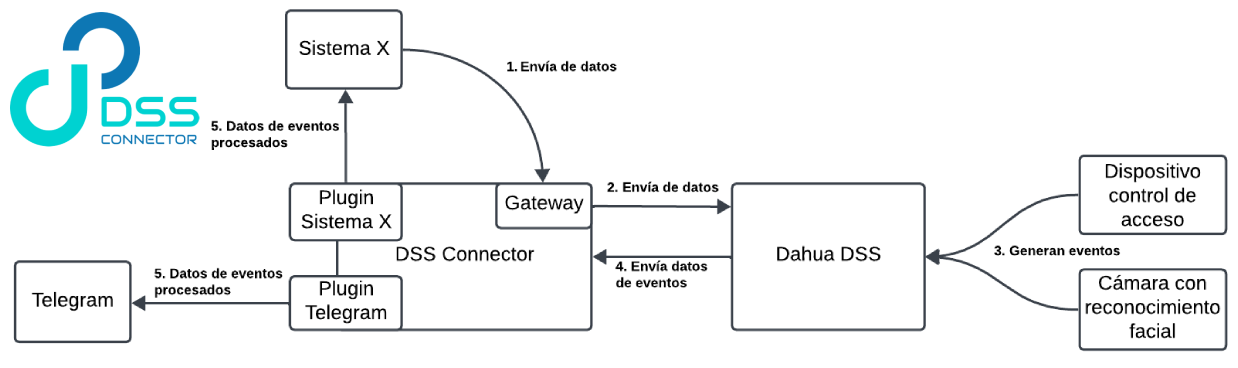 DSS
CONNECTOR
Sistema X
1. Envía de datos
5. Datos de eventos
procesados
Plugin
Sistema X
Gateway
DSS Connector
2. Envía de datos
4. Envía datos
de eventos
Dahua DSS
Dispositivo
control de
acceso
3. Generan eventos
Cámara con
reconocimiento
facial
Plugin
Telegram
5. Datos de eventos
procesados
Telegram